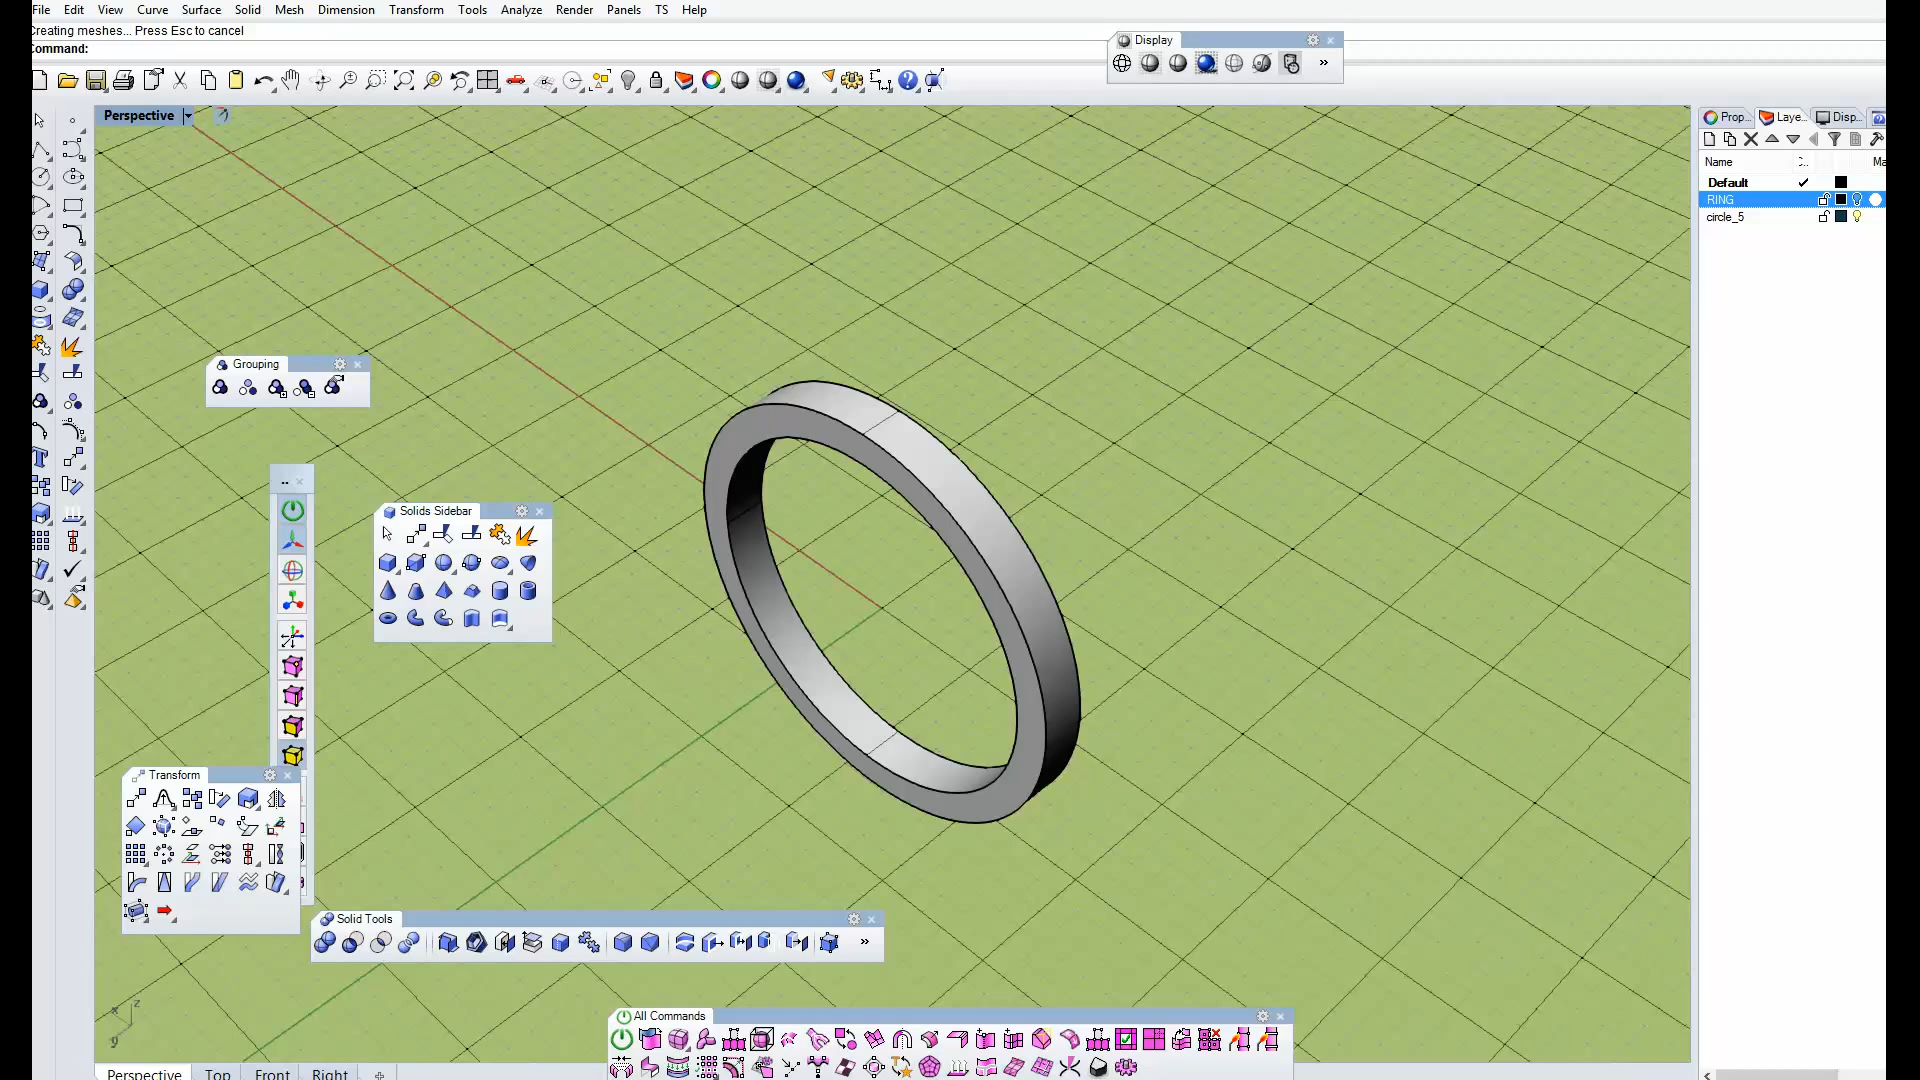 File Edit View Curve Surface Solid Mesh Dimension Transform Tools Analyze Render Panels TS Help
Creating meshes... Press Esc to cancel
Command:
Display
Perspective
Prop... Laye... Disp...
Name Ma
Default
RING
circle_5
Grouping
Solids Sidebar
Transform
Solid Tools
All Commands
z
x
y
Perspective Top Front Right